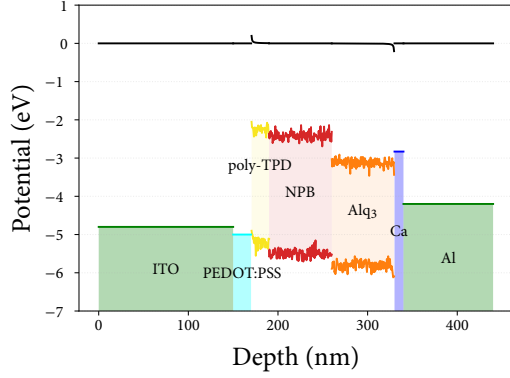 1
0
−1
−2
−3
−4
−5
−6
−7
Potential (eV)
poly-TPD
NPB
Alq3
Ca
ITO
PEDOT:PSS
Al
0
100
200
300
400
Depth (nm)